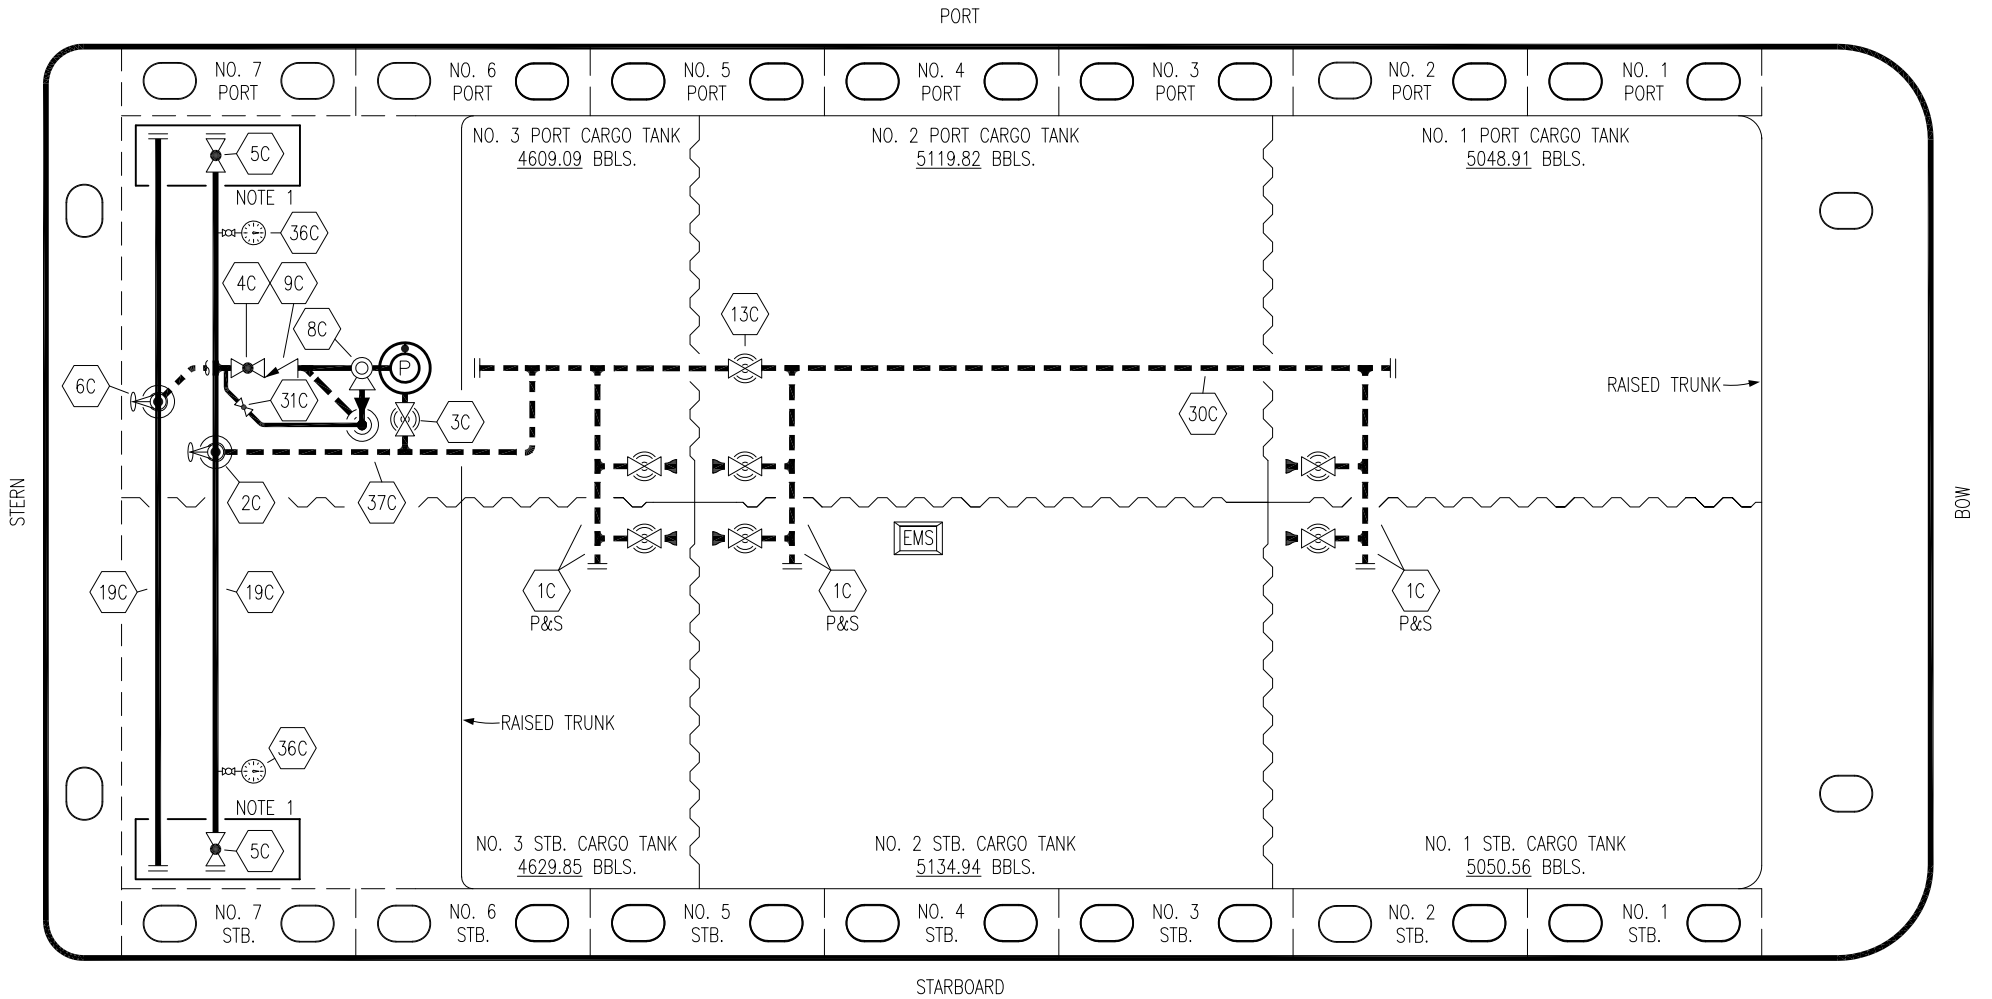 PORT
NO. 7
PORT
NO. 6
PORT
NO. 5
PORT
NO. 4
PORT
NO. 3
PORT
NO. 2
PORT
NO. 1
PORT
NO. 3 PORT CARGO TANK
4609.09 BBLS.
NO. 2 PORT CARGO TANK
5119.82 BBLS.
NO. 1 PORT CARGO TANK
5048.91 BBLS.
5C
NOTE 1
36C
4C
9C
8C
13C
P
6C
31C
3C
30C
RAISED TRUNK
2C
37C
STERN
BOW
EMS
19C
19C
1C
P&S
1C
P&S
1C
P&S
RAISED TRUNK
36C
NOTE 1
5C
NO. 3 STB. CARGO TANK
4629.85 BBLS.
NO. 2 STB. CARGO TANK
5134.94 BBLS.
NO. 1 STB. CARGO TANK
5050.56 BBLS.
NO. 7
STB.
NO. 6
STB.
NO. 5
STB.
NO. 4
STB.
NO. 3
STB.
NO. 2
STB.
NO. 1
STB.
STARBOARD